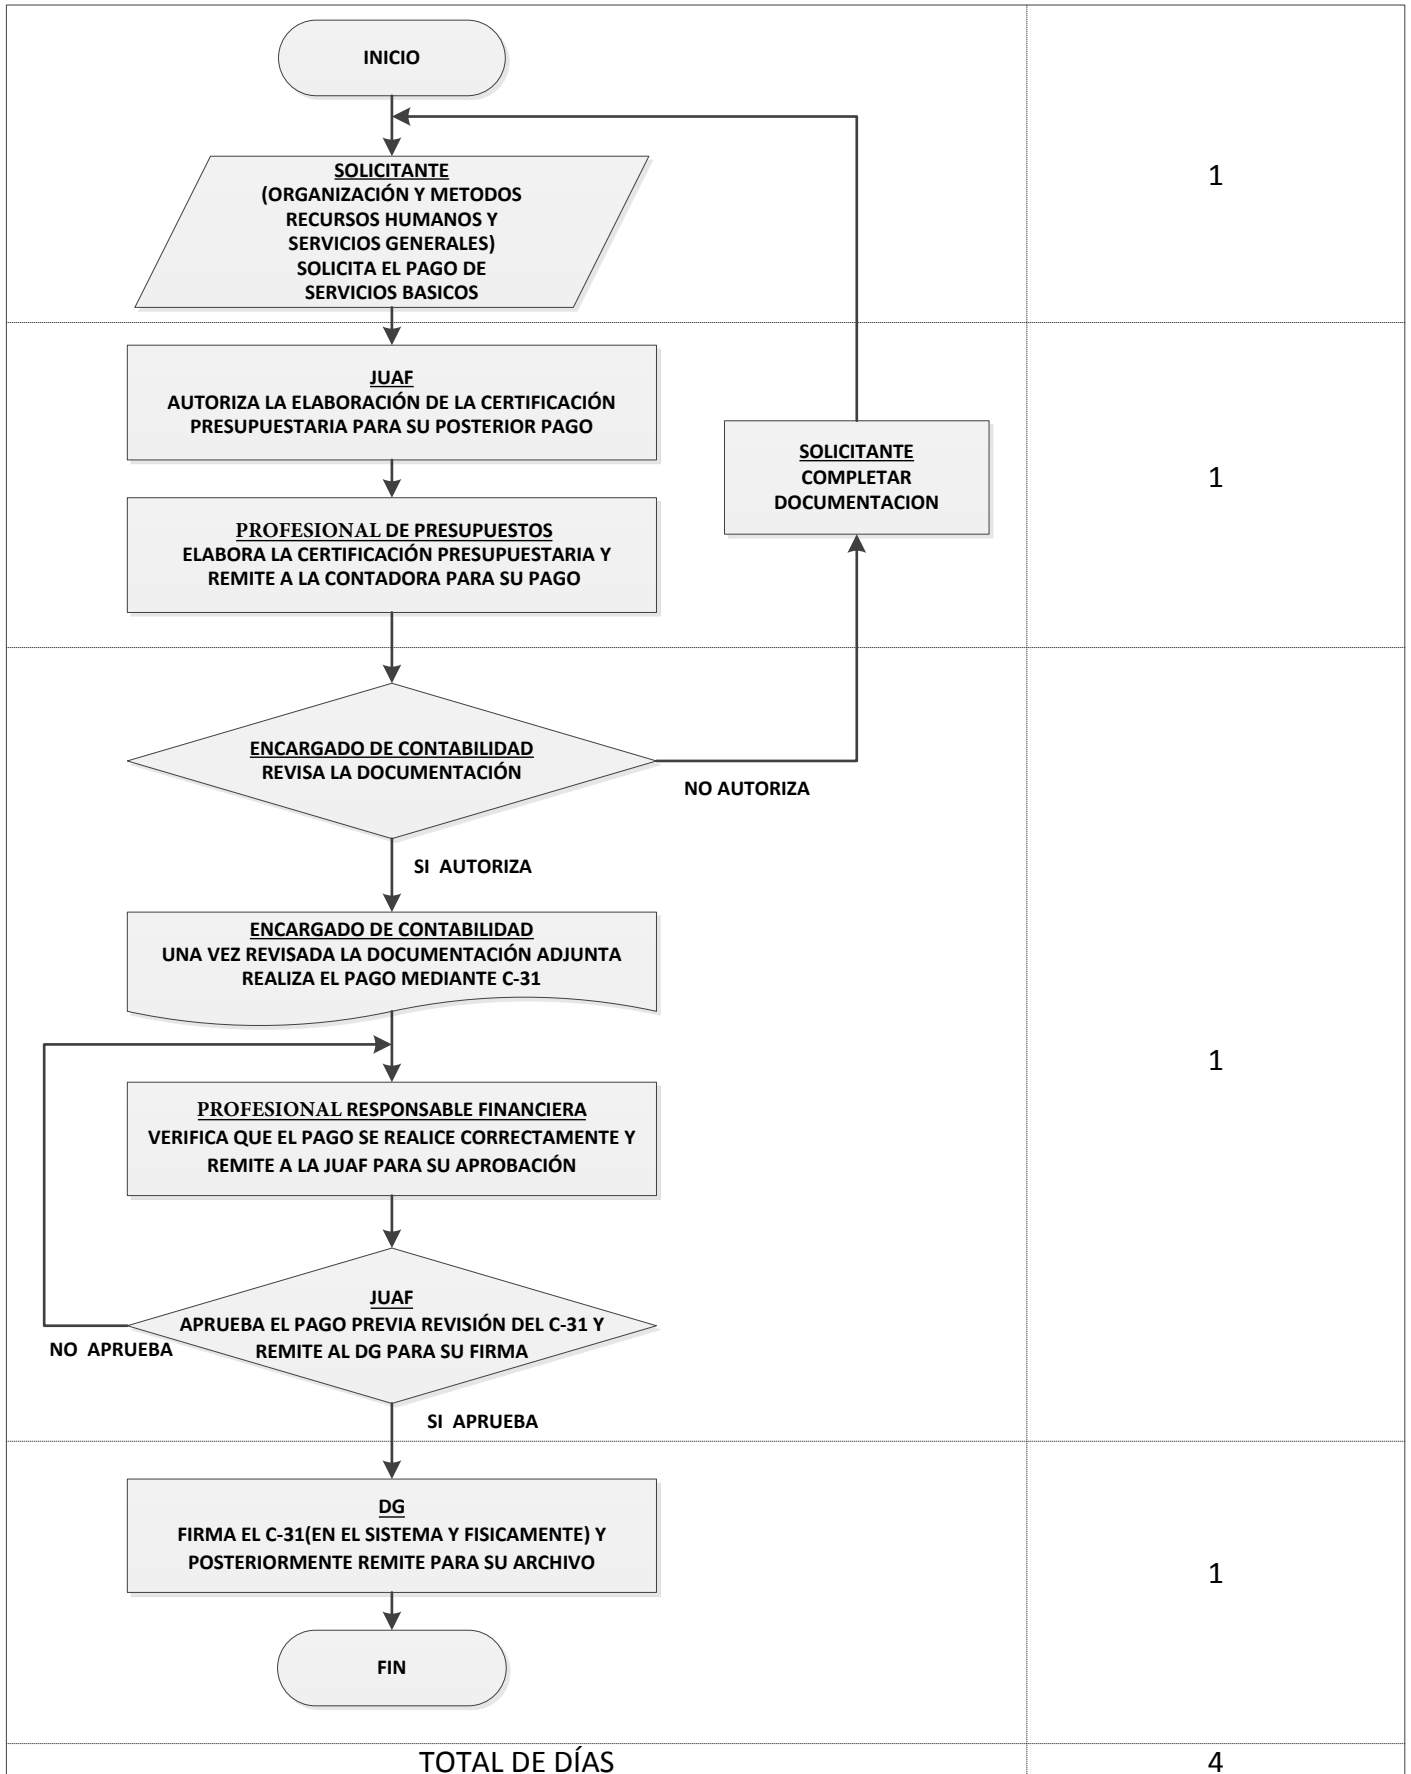 INICIO
SOLICITANTE
(ORGANIZACIÓN Y METODOS
RECURSOS HUMANOS Y
SERVICIOS GENERALES)
SOLICITA EL PAGO DE
SERVICIOS BASICOS
1
JUAF
AUTORIZA LA ELABORACIÓN DE LA CERTIFICACIÓN
PRESUPUESTARIA PARA SU POSTERIOR PAGO
SOLICITANTE
COMPLETAR
DOCUMENTACION
1
PROFESIONAL DE PRESUPUESTOS
ELABORA LA CERTIFICACIÓN PRESUPUESTARIA Y
REMITE A LA CONTADORA PARA SU PAGO
ENCARGADO DE CONTABILIDAD
REVISA LA DOCUMENTACIÓN
NO AUTORIZA
SI  AUTORIZA
ENCARGADO DE CONTABILIDAD
UNA VEZ REVISADA LA DOCUMENTACIÓN ADJUNTA
REALIZA EL PAGO MEDIANTE C-31
1
PROFESIONAL RESPONSABLE FINANCIERA
VERIFICA QUE EL PAGO SE REALICE CORRECTAMENTE Y
REMITE A LA JUAF PARA SU APROBACIÓN
JUAF
APRUEBA EL PAGO PREVIA REVISIÓN DEL C-31 Y
REMITE AL DG PARA SU FIRMA
NO  APRUEBA
SI  APRUEBA
DG
FIRMA EL C-31(EN EL SISTEMA Y FISICAMENTE) Y
POSTERIORMENTE REMITE PARA SU ARCHIVO
1
FIN
TOTAL DE DÍAS
4